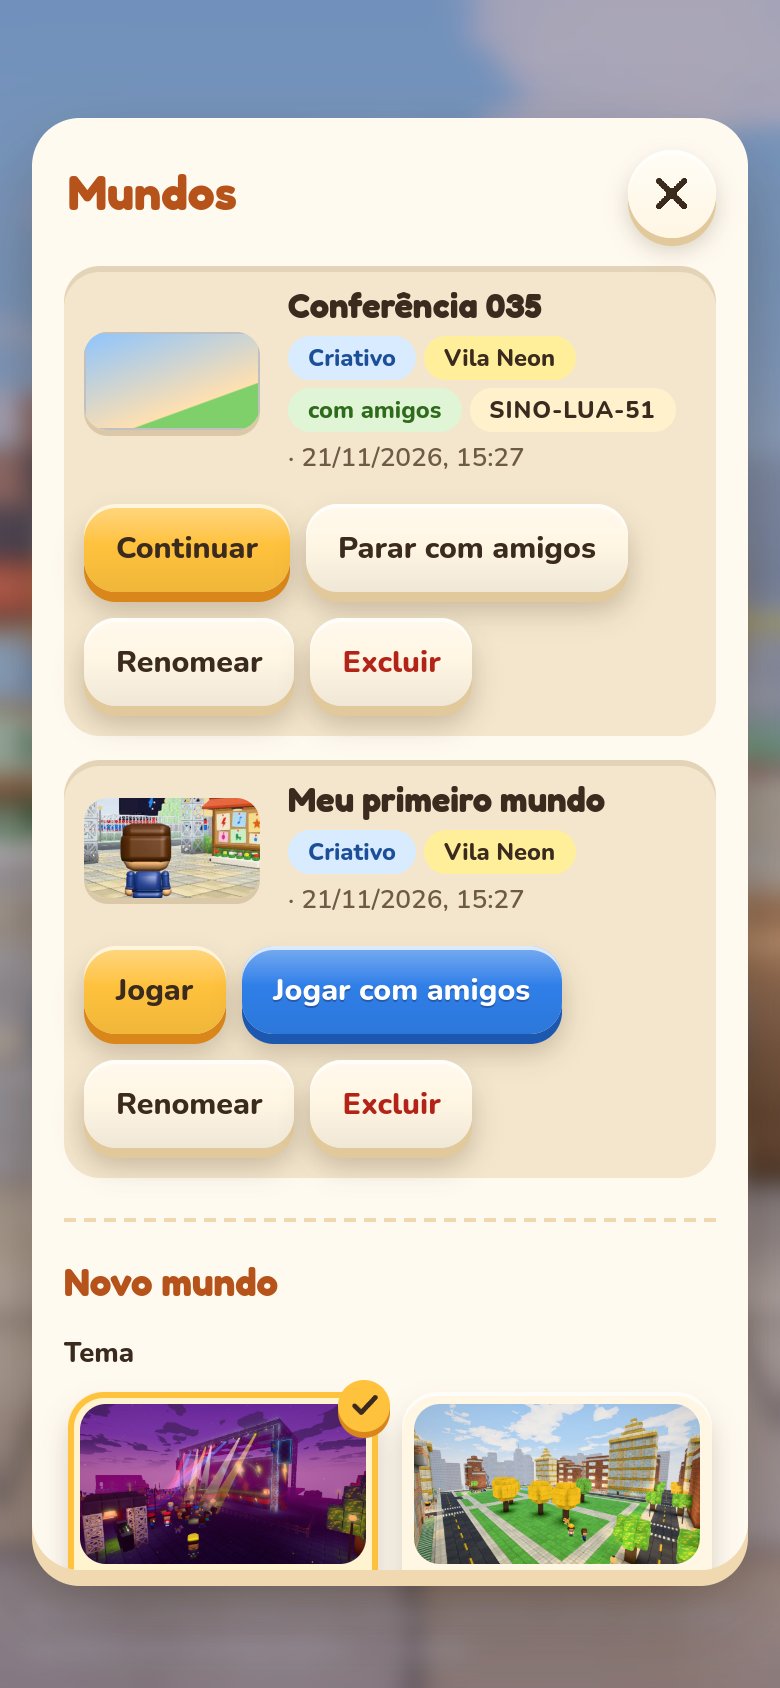 Mundos
Conferência 035
Criativo Vila Neon
com amigos SINO-LUA-51
· 21/11/2026, 15:27
Continuar Parar com amigos
Renomear Excluir
Meu primeiro mundo
Criativo Vila Neon
· 21/11/2026, 15:27
Jogar Jogar com amigos
Renomear Excluir
Novo mundo
Tema